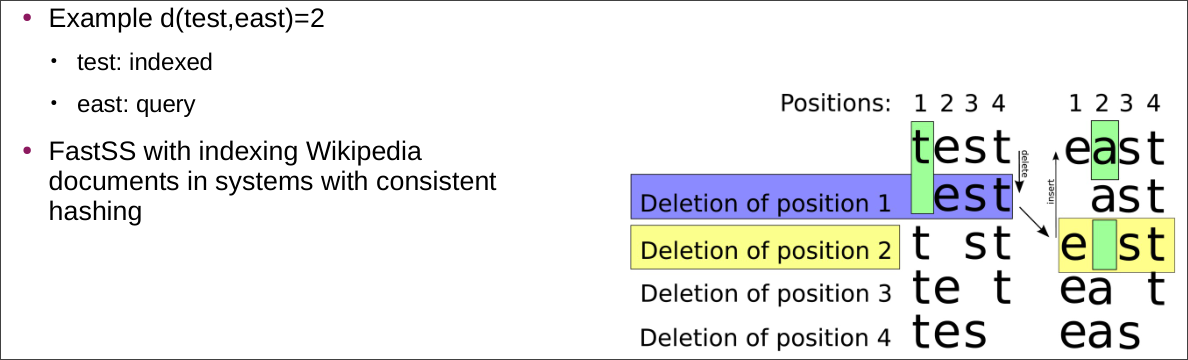 Example d(test,east)=2
test: indexed
east: query
FastSS with indexing Wikipedia
documents in systems with consistent
hashing
Positions: 1 2 3 4 1 2 3 4
test east
delete
insert
Deletion of position 1 est ast
Deletion of position 2 t st e st
Deletion of position 3 te t ea t
Deletion of position 4 tes eas